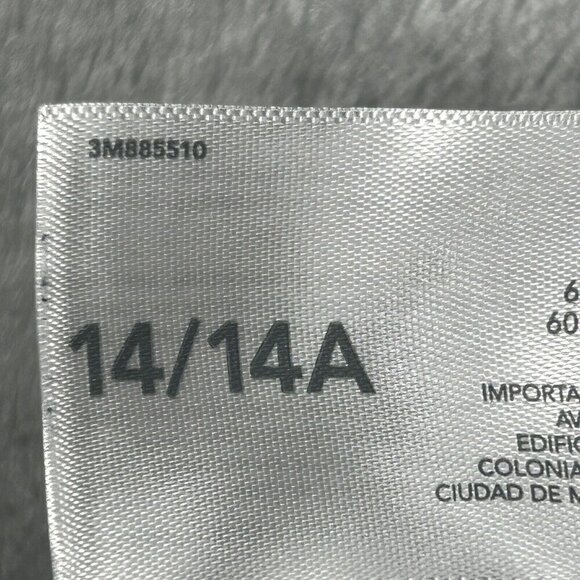 3M885510
14/14A
6
60
IMPORTA
AV
EDIFIC
COLONIA
CIUDAD DE M